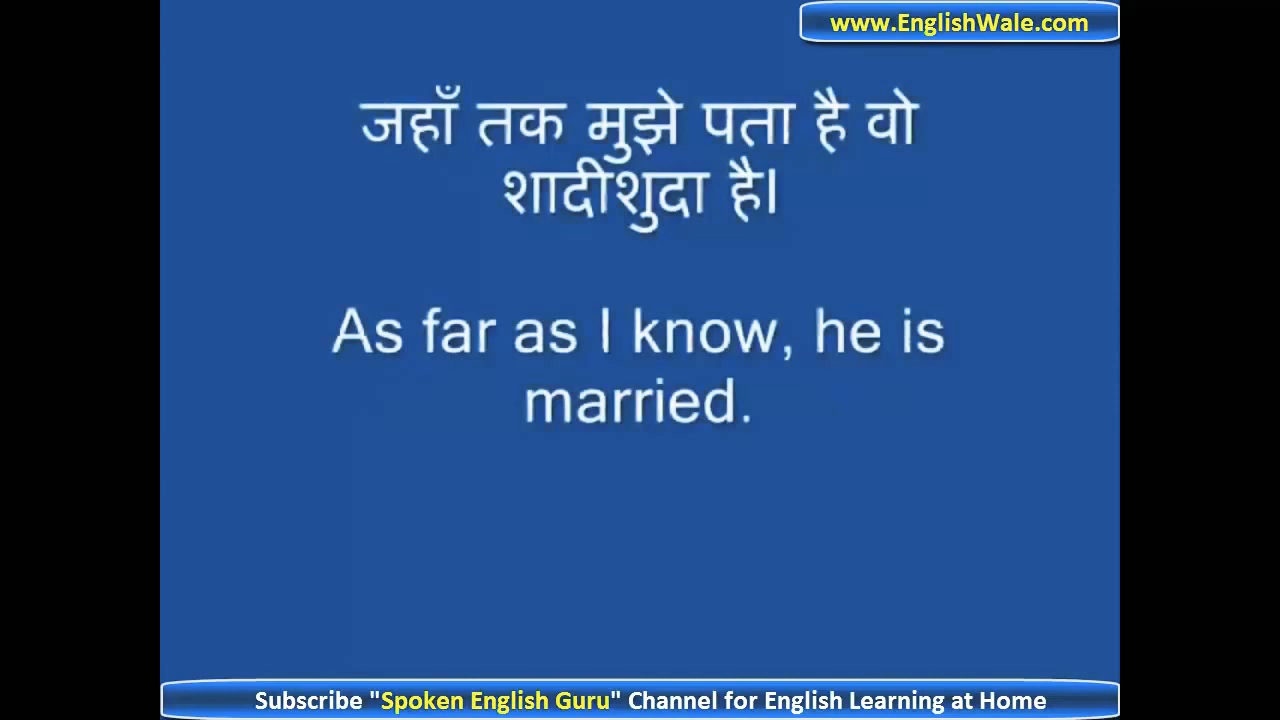 www.EnglishWale.com
जहाँ तक मुझे पता है वो
शादीशुदा है।
As far as I know, he is
married.
Subscribe "Spoken English Guru" Channel for English Learning at Home